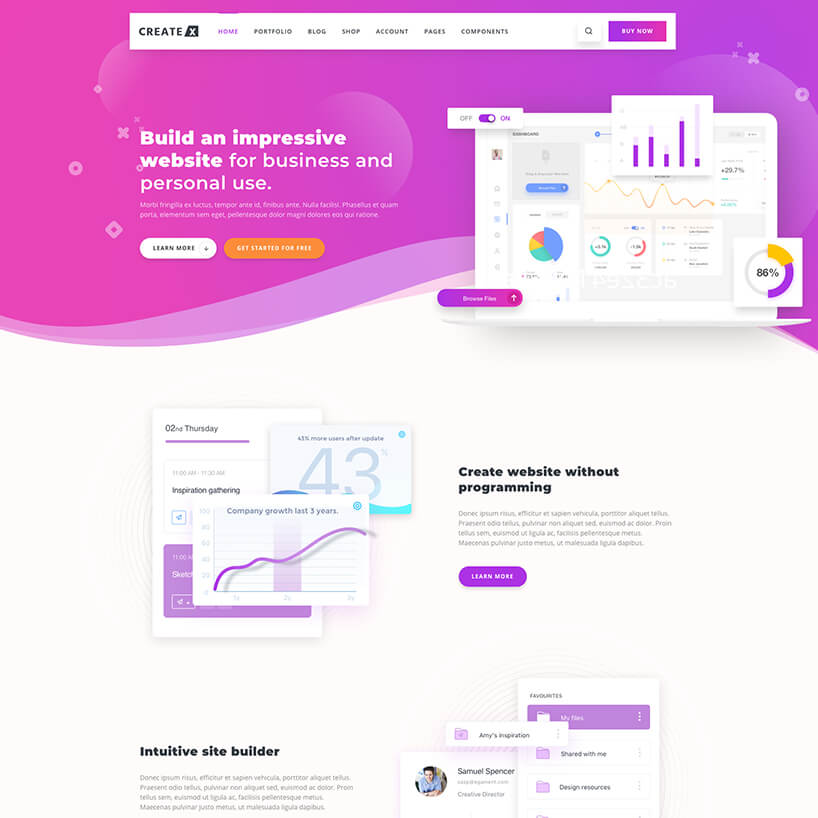 CREATE X
HOME
PORTFOLIO
BLOG
SHOP
ACCOUNT
PAGES
COMPONENTS
BUY NOW
Build an impressive
website for business and
personal use.
Morbi fringilla ex luctus, tempor ante id, finibus ante. Nulla facilisi. Phasellus et quam
porta, elementum sem eget, pellentesque dolor magni dolores eos qui ratione.
LEARN MORE
GET STARTED FOR FREE
OFF
ON
DASHBOARD
Browse Files
+29.7%
86%
Browse Files
02nd Thursday
11:00 AM - 11:30 AM
Inspiration gathering
11:00 A
Sketch
43% more users after update
43%
Company growth last 3 years.
100
80
60
40
20
0
1y
2y
3y
Create website without
programming
Donec ipsum risus, efficitur et sapien vehicula, porttitor aliquet tellus.
Praesent odio tellus, pulvinar non aliquet sed, euismod ac dolor. Proin
tellus sem, euismod ut ligula ac, facilisis pellentesque metus.
Maecenas pulvinar justo metus, ut malesuada ligula dapibus.
LEARN MORE
Intuitive site builder
Donec ipsum risus, efficitur et sapien vehicula, porttitor aliquet tellus.
Praesent odio tellus, pulvinar non aliquet sed, euismod ac dolor. Proin
tellus sem, euismod ut ligula ac, facilisis pellentesque metus.
Maecenas pulvinar justo metus, ut malesuada ligula dapibus.
FAVOURITES
My files
Amy's inspiration
Shared with me
Samuel Spencer
Creative Director
Design resources